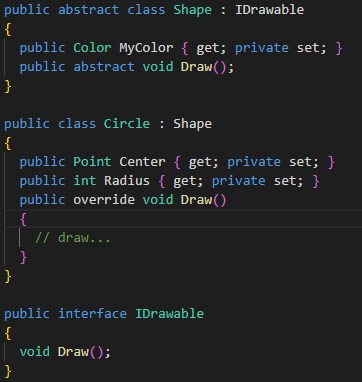 public abstract class Shape : IDrawable
{
  public Color MyColor { get; private set; }
  public abstract void Draw();
}

public class Circle : Shape
{
  public Point Center { get; private set; }
  public int Radius { get; private set; }
  public override void Draw()
  {
    // draw...
  }
}

public interface IDrawable
{
  void Draw();
}